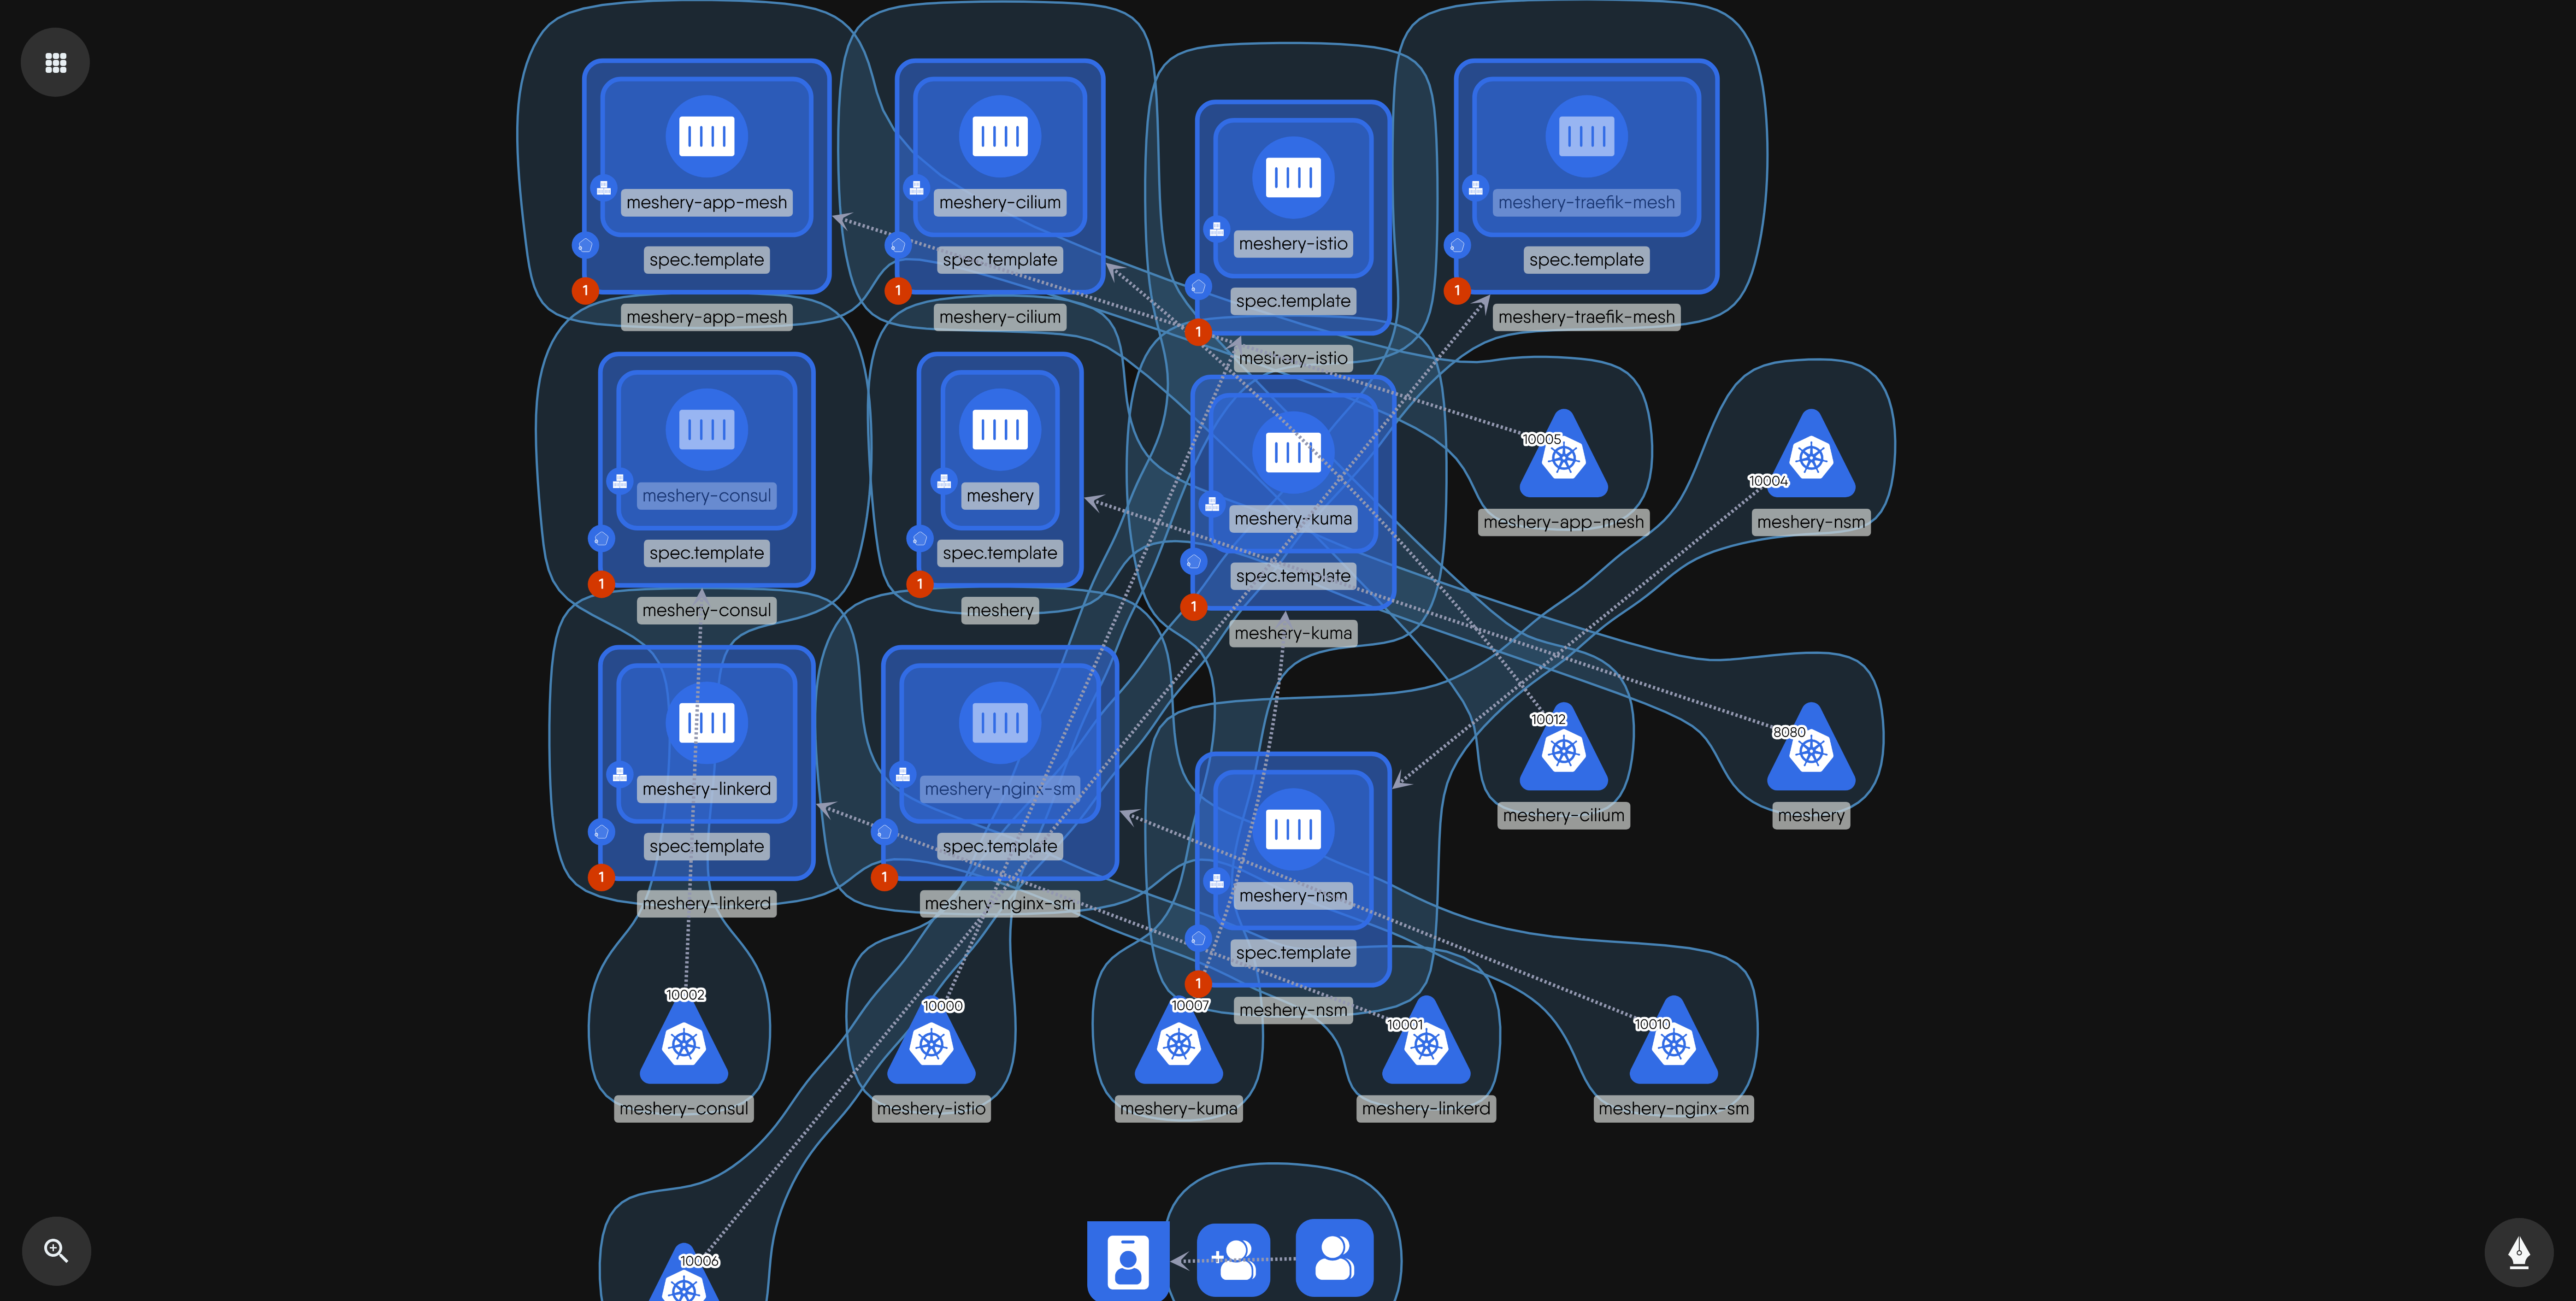 meshery-app-mesh
spec.template
1
meshery-app-mesh
meshery-cilium
spec.template
1
meshery-cilium
meshery-istio
spec.template
1
meshery-istio
meshery-traefik-mesh
spec.template
1
meshery-traefik-mesh
meshery-consul
spec.template
1
meshery-consul
meshery
spec.template
1
meshery
meshery-kuma
spec.template
1
meshery-kuma
10005
meshery-app-mesh
10004
meshery-nsm
meshery-linkerd
spec.template
1
meshery-linkerd
meshery-nginx-sm
spec.template
1
meshery-nginx-sm
meshery-nsm
spec.template
1
meshery-nsm
10012
meshery-cilium
8080
meshery
10002
meshery-consul
10000
meshery-istio
10007
meshery-kuma
10001
meshery-linkerd
10010
meshery-nginx-sm
10006